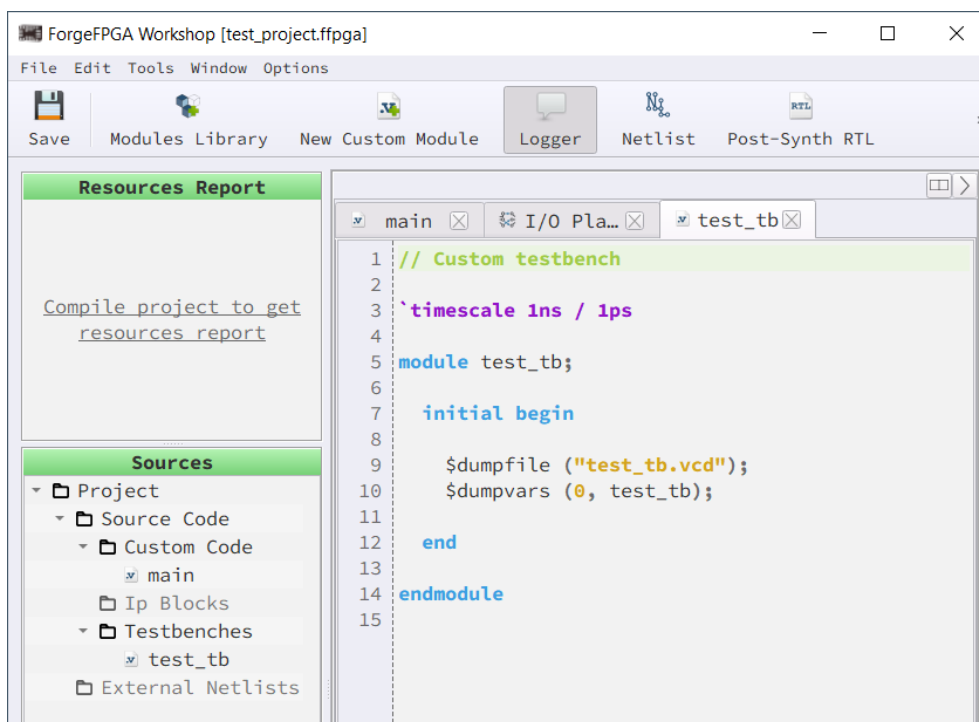 ForgeFPGA Workshop [test_project.ffpga]
File Edit Tools Window Options
Save Modules Library New Custom Module Logger Netlist Post-Synth RTL
Resources Report
Compile project to get
resources report
Sources
Project
Source Code
Custom Code
main
Ip Blocks
Testbenches
test_tb
External Netlists
main I/O Pla… test_tb
1 // Custom testbench
2
3 `timescale 1ns / 1ps
4
5 module test_tb;
6
7 initial begin
8
9 $dumpfile ("test_tb.vcd");
10 $dumpvars (0, test_tb);
11
12 end
13
14 endmodule
15